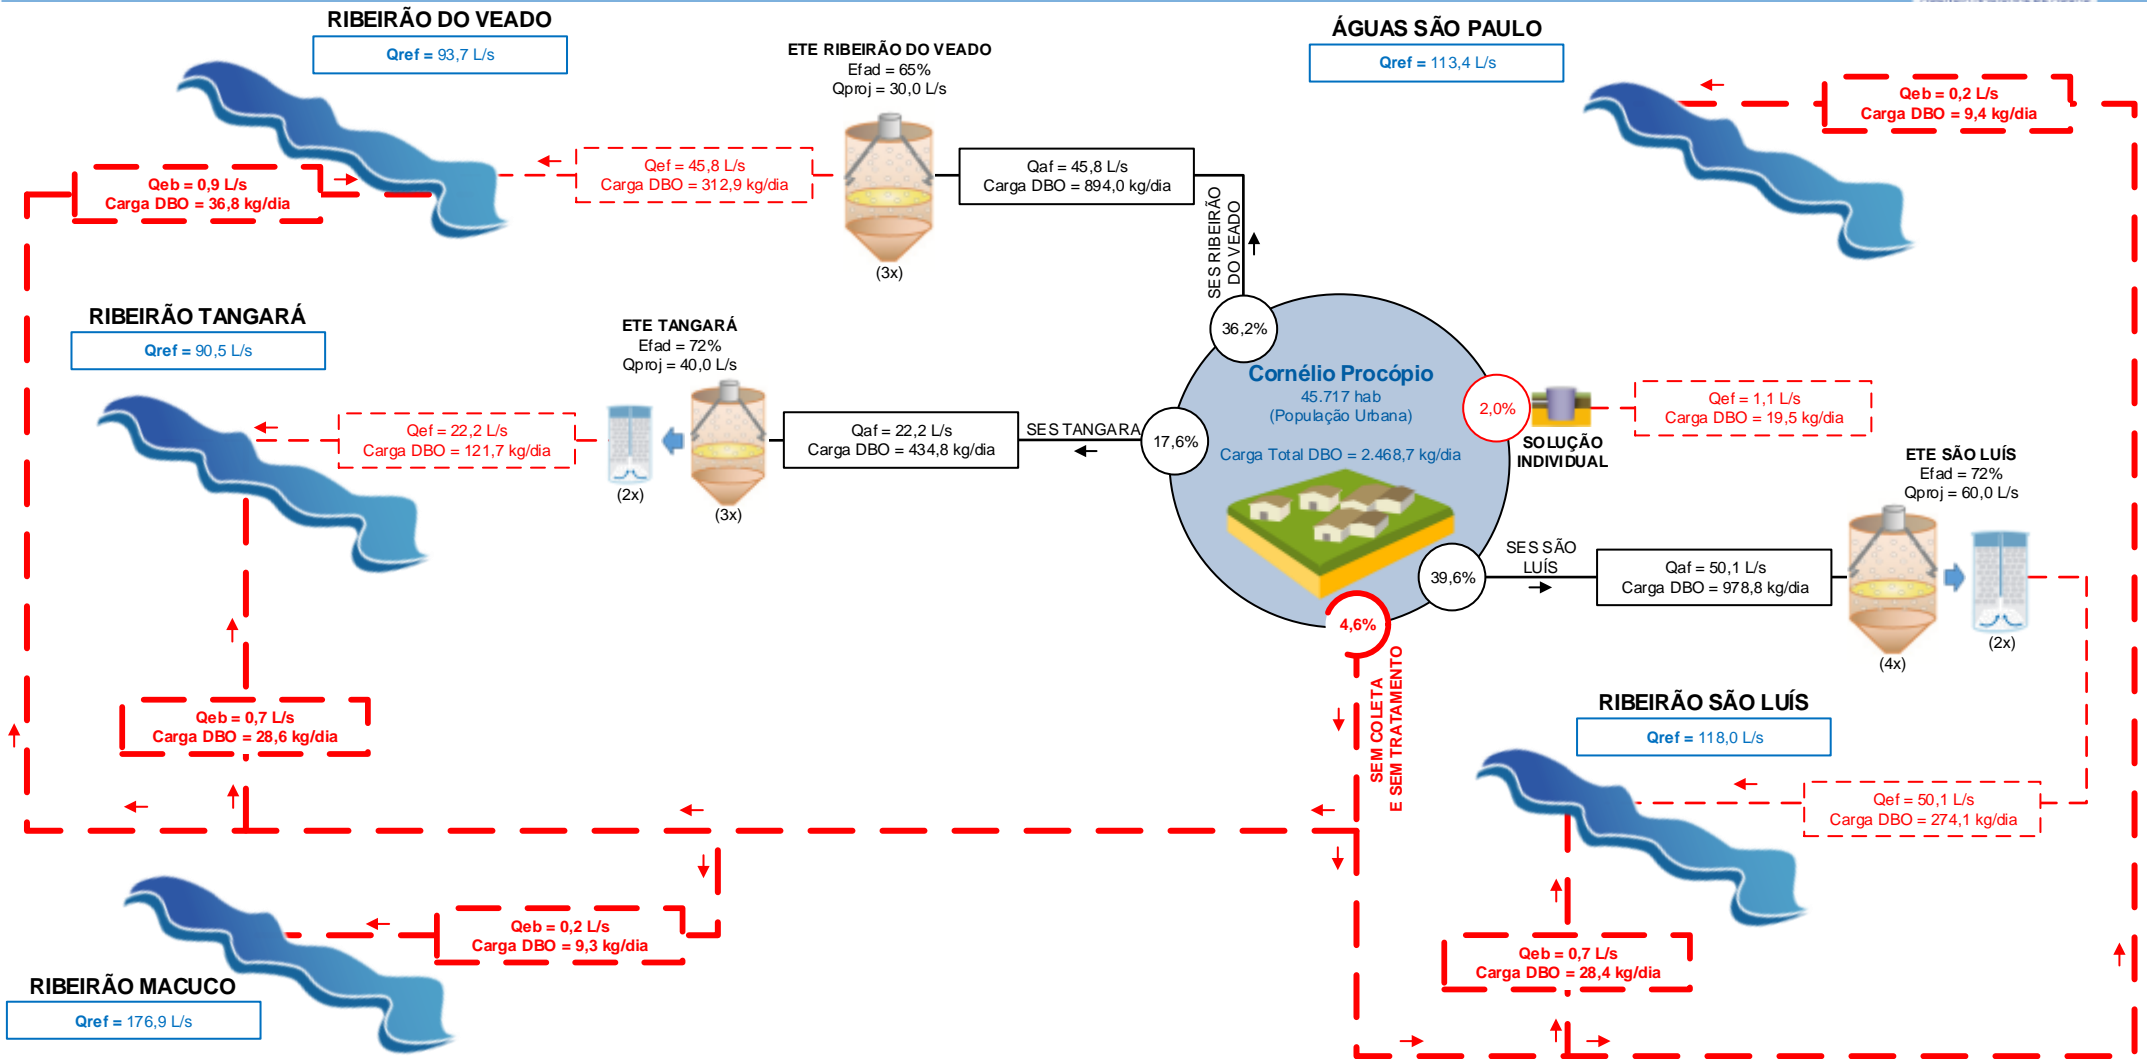 RIBEIRÃO DO VEADO
Qref = 93,7 L/s
ETE RIBEIRÃO DO VEADO
Efad = 65%
Qproj = 30,0 L/s
(3x)
Qef = 45,8 L/s
Carga DBO = 312,9 kg/dia
Qaf = 45,8 L/s
Carga DBO = 894,0 kg/dia
SES RIBEIRÃO
DO VEADO
36,2%
Qeb = 0,9 L/s
Carga DBO = 36,8 kg/dia
ÁGUAS SÃO PAULO
Qref = 113,4 L/s
Qeb = 0,2 L/s
Carga DBO = 9,4 kg/dia
RIBEIRÃO TANGARÁ
Qref = 90,5 L/s
ETE TANGARÁ
Efad = 72%
Qproj = 40,0 L/s
Qef = 22,2 L/s
Carga DBO = 121,7 kg/dia
(2x)
(3x)
Qaf = 22,2 L/s
Carga DBO = 434,8 kg/dia
SES TANGARA
17,6%
Cornélio Procópio
45.717 hab
(População Urbana)
Carga Total DBO = 2.468,7 kg/dia
2,0%
SOLUÇÃO
INDIVIDUAL
Qef = 1,1 L/s
Carga DBO = 19,5 kg/dia
ETE SÃO LUÍS
Efad = 72%
Qproj = 60,0 L/s
39,6%
SES SÃO
LUÍS
Qaf = 50,1 L/s
Carga DBO = 978,8 kg/dia
(4x)
(2x)
4,6%
SEM COLETA
E SEM TRATAMENTO
Qeb = 0,7 L/s
Carga DBO = 28,6 kg/dia
RIBEIRÃO SÃO LUÍS
Qref = 118,0 L/s
Qef = 50,1 L/s
Carga DBO = 274,1 kg/dia
Qeb = 0,2 L/s
Carga DBO = 9,3 kg/dia
Qeb = 0,7 L/s
Carga DBO = 28,4 kg/dia
RIBEIRÃO MACUCO
Qref = 176,9 L/s